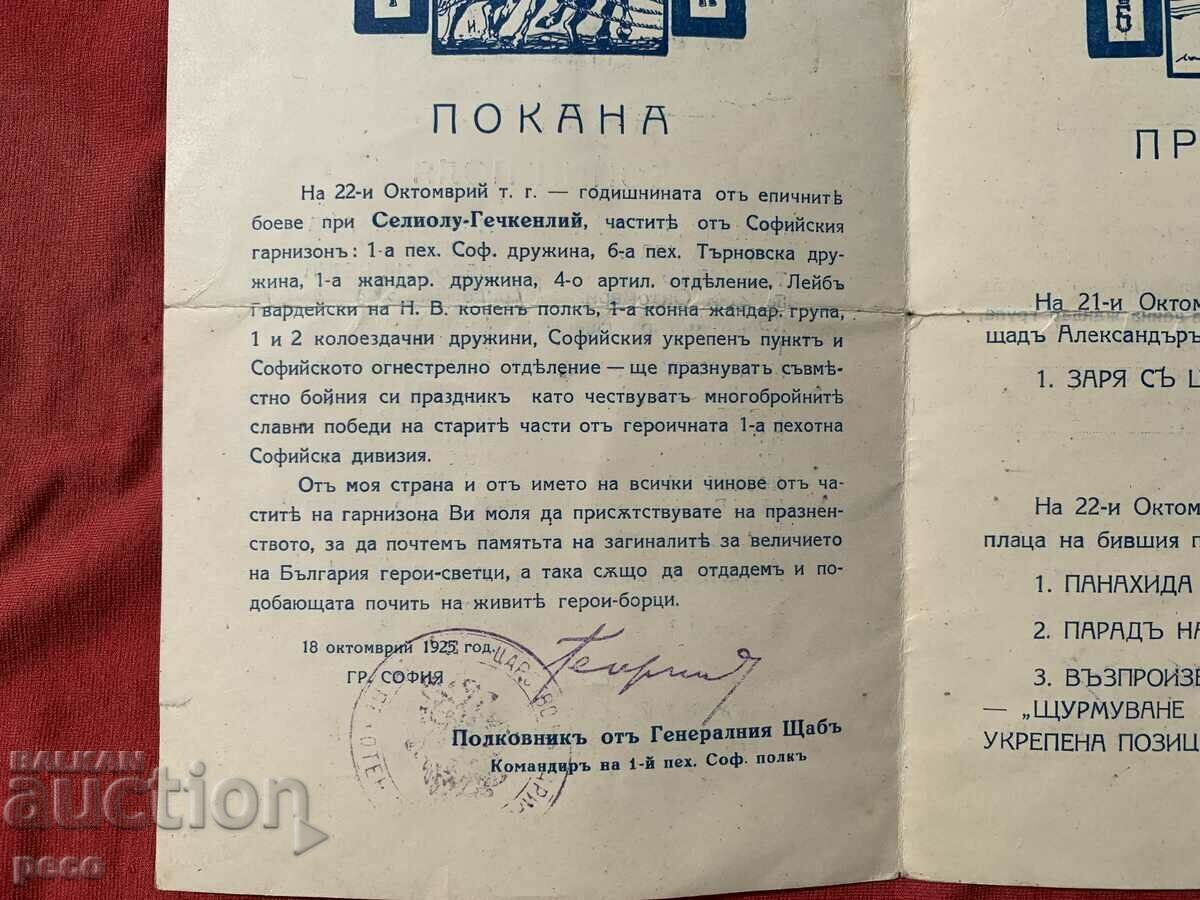 И.
Б
ПОКАНА
На 22-и Октомврий т. г. — годишнината отъ епичнитѣ
боеве при Селиолу-Гечкенлий, частитѣ отъ Софийския
гарнизонъ: 1-а пех. Соф. дружина, 6-а пех. Търновска дру-
жина, 1-а жандар. дружина, 4-о артил. отдѣление, Лейбъ
Гвардейски на Н. В. коненъ полкъ, 1-а конна жандар. група,
1 и 2 колоездачни дружини, Софийския укрепенъ пунктъ и
Софийското огнестрелно отдѣление — ще празнуватъ съвмѣ-
стно бойния си праздникъ като чествуватъ многобройнитѣ
славни победи на старитѣ части отъ героичната 1-а пехотна
Софийска дивизия.
Отъ моя страна и отъ името на всички чинове отъ ча-
ститѣ на гарнизона Ви моля да присѫтствувате на празнен-
ството, за да почтемъ паметьта на загиналитѣ за величието
на България герои-светци, а така сѫщо да отдадемъ и по-
добающата почить на живитѣ герои-борци.
18 октомврий 1925 год.
ГР. СОФИЯ
ЦАРСТВО
Полковникъ отъ Генералния Щабъ
Командиръ на 1-й пех. Соф. полкъ
ПР
На 21-и Октом
щадъ Александъръ
1. ЗАРЯ СЪ Ц
На 22-и Октом
плаца на бившия п
1. ПАНАХИДА
2. ПАРАДЪ НА
3. ВЪЗПРОИЗВЕ
— „ЩУРМУВАНЕ
УКРЕПЕНА ПОЗИЦ
BALKAN
auction
peco